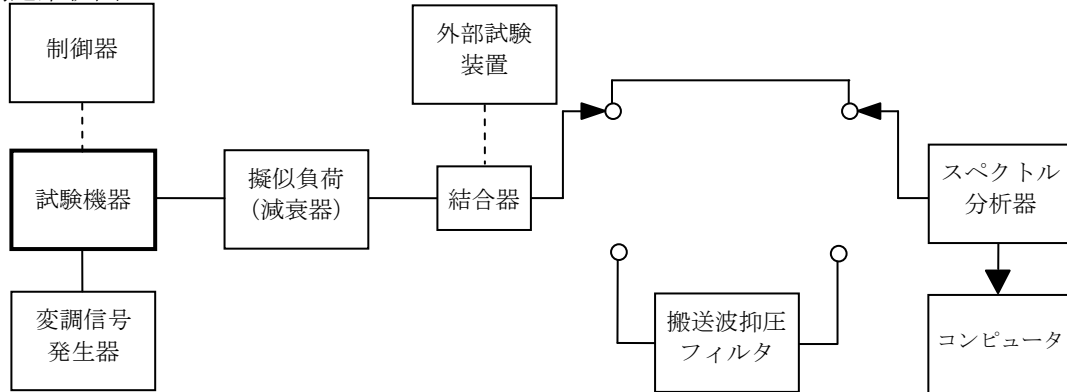 制御器
外部試験
装置
試験機器
擬似負荷
（減衰器）
結合器
スペクトル
分析器
変調信号
発生器
搬送波抑圧
フィルタ
コンピュータ